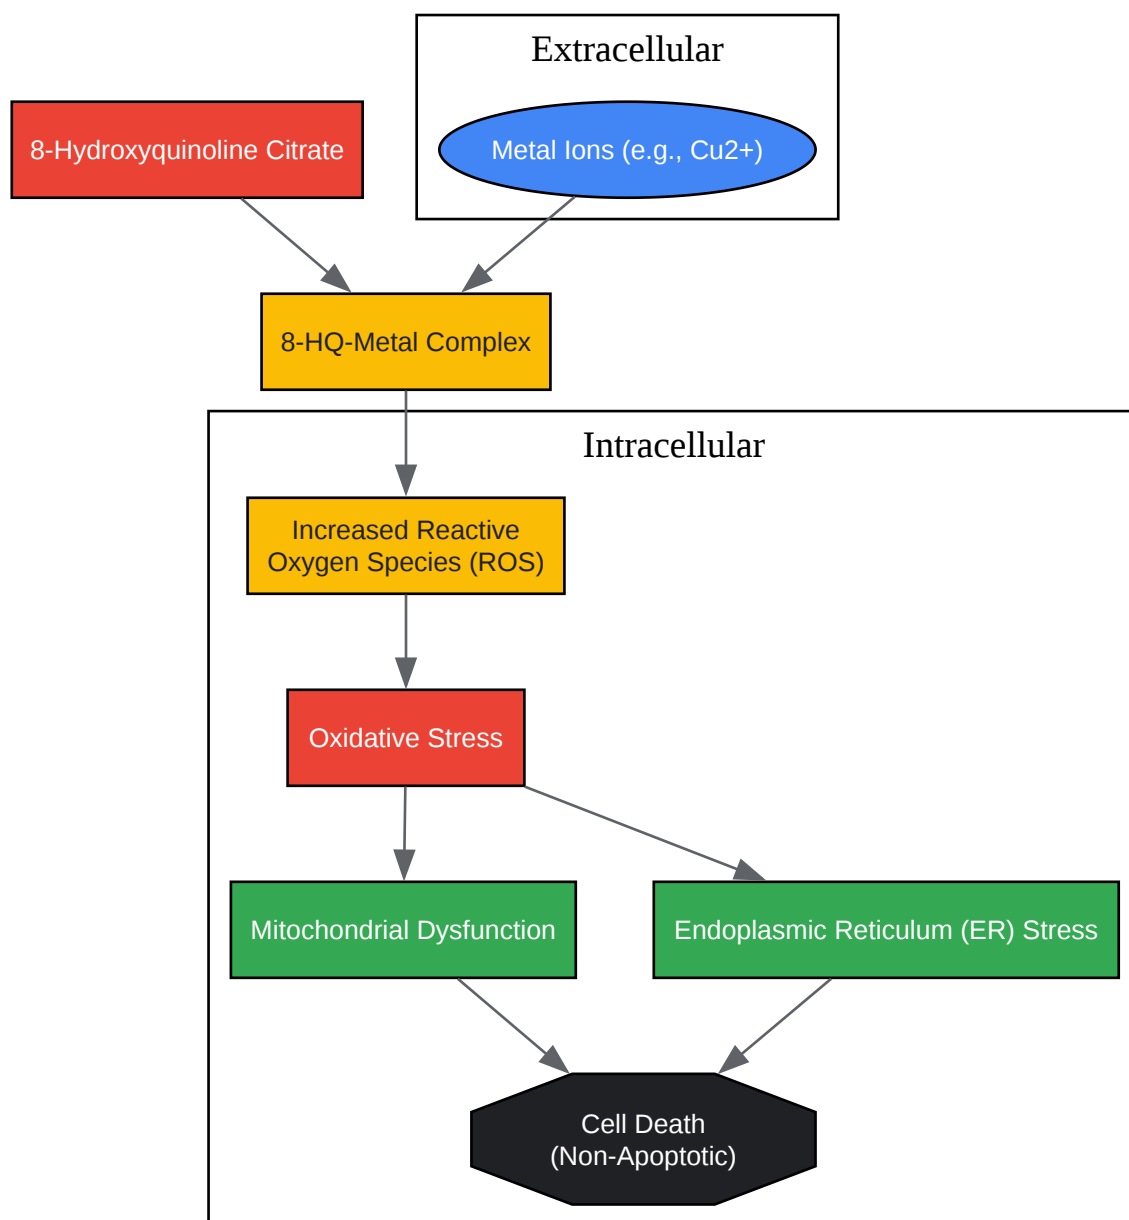 Extracellular
8-Hydroxyquinoline Citrate
Metal Ions (e.g., Cu2+)
8-HQ-Metal Complex
Intracellular
Increased Reactive
Oxygen Species (ROS)
Oxidative Stress
Mitochondrial Dysfunction
Endoplasmic Reticulum (ER) Stress
Cell Death
(Non-Apoptotic)